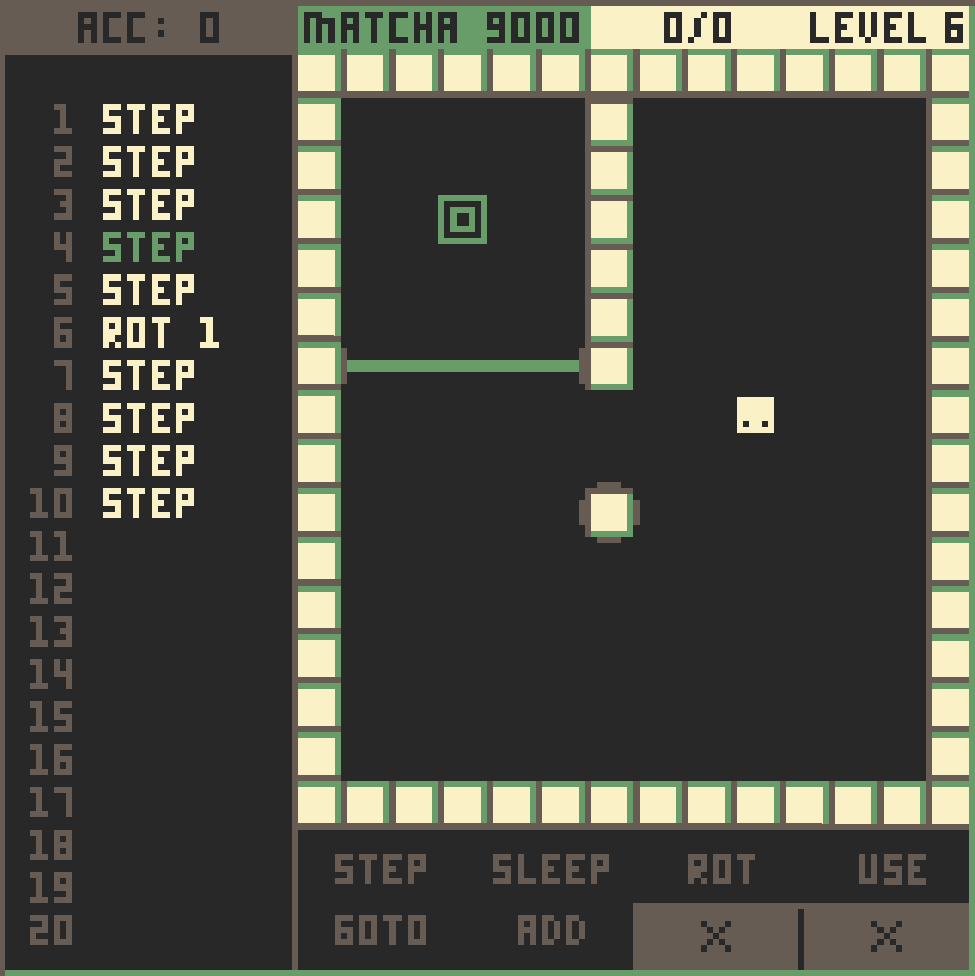 ACC: 0
MATCHA 9000 0/0 LEVEL 6
1 STEP
2 STEP
3 STEP
4 STEP
5 STEP
6 ROT 1
7 STEP
8 STEP
9 STEP
10 STEP
11
12
13
14
15
16
17
18
19
20
STEP SLEEP ROT USE
GOTO ADD X X